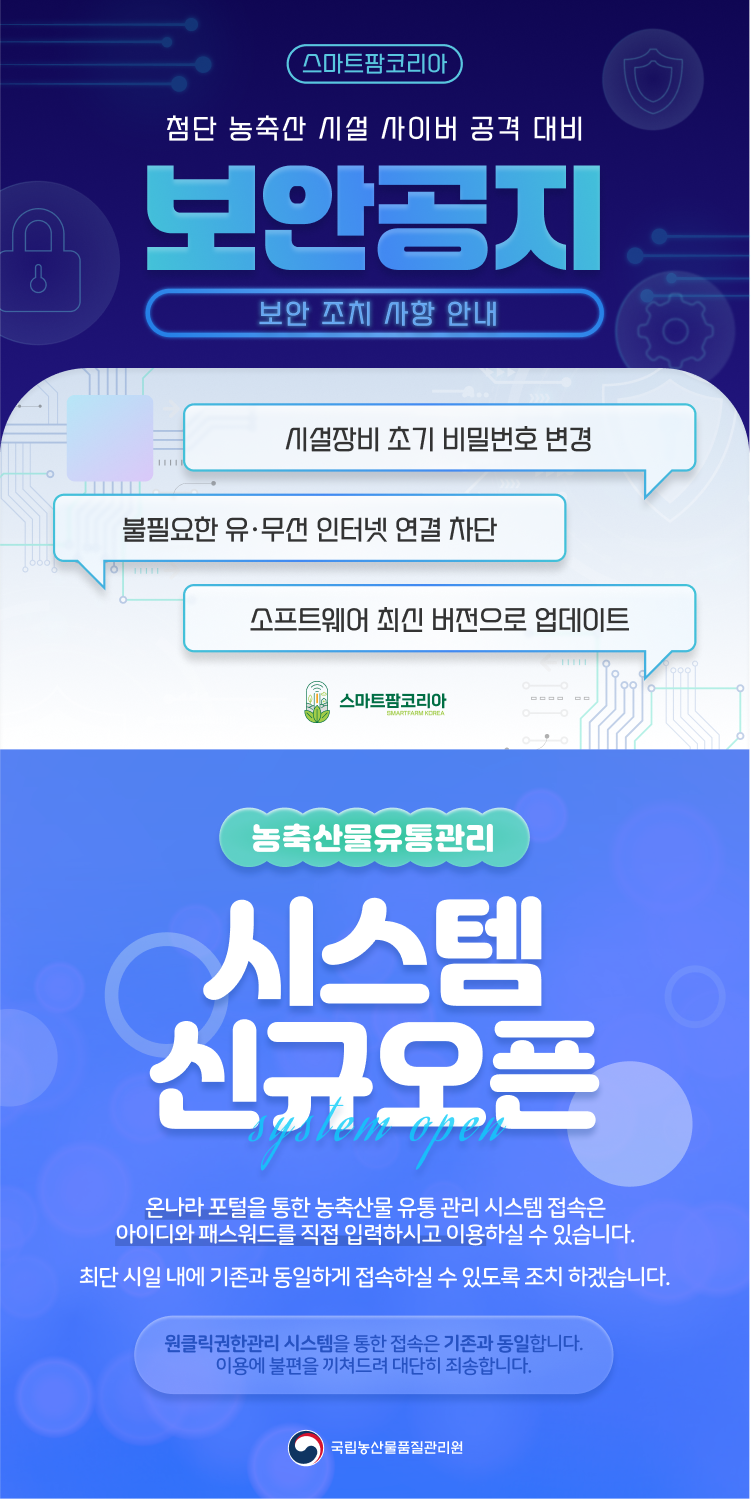 스마트팜코리아
첨단 농축산 시설 사이버 공격 대비
보안공지
보안 조치 사항 안내
시설장비 초기 비밀번호 변경
불필요한 유·무선 인터넷 연결 차단
소프트웨어 최신 버전으로 업데이트
스마트팜코리아
SMARTFARM KOREA
농축산물유통관리
시스템
신규오픈
system open
온나라 포털을 통한 농축산물 유통 관리 시스템 접속은
아이디와 패스워드를 직접 입력하시고 이용하실 수 있습니다.
최단 시일 내에 기존과 동일하게 접속하실 수 있도록 조치 하겠습니다.
원클릭권한관리 시스템을 통한 접속은 기존과 동일합니다.
이용에 불편을 끼쳐드려 대단히 죄송합니다.
국립농산물품질관리원